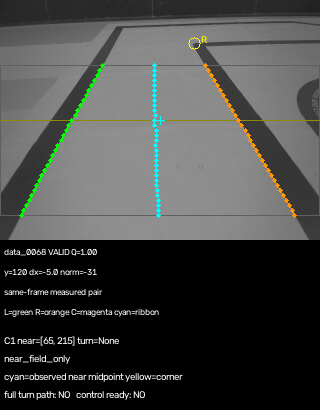 R
data_0068 VALID Q=1.00
y=120 dx=-5.0 norm=-31
same-frame measured pair
L=green R=orange C=magenta cyan=ribbon
C1 near=[65, 215] turn=None
near_field_only
cyan=observed near midpoint yellow=corner
full turn path: NO control ready: NO